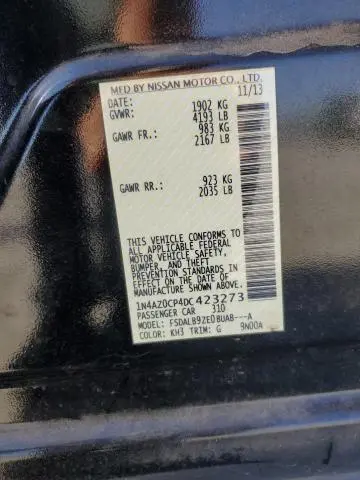 MFD BY NISSAN MOTOR CO., LTD.
DATE: 11/13
GVWR: 1902 KG
4193 LB
GAWR FR.: 983 KG
2167 LB
GAWR RR.: 923 KG
2035 LB
THIS VEHICLE CONFORMS TO
ALL APPLICABLE FEDERAL
MOTOR VEHICLE SAFETY,
BUMPER, AND THEFT
PREVENTION STANDARDS IN
EFFECT ON THE DATE OF
MANUFACTURE SHOWN ABOVE.
1N4AZ0CP4DC423273
PASSENGER CAR 310
MODEL: FSDALB9ZE0BUAB---A
COLOR: KH3 TRIM: G 9N00A